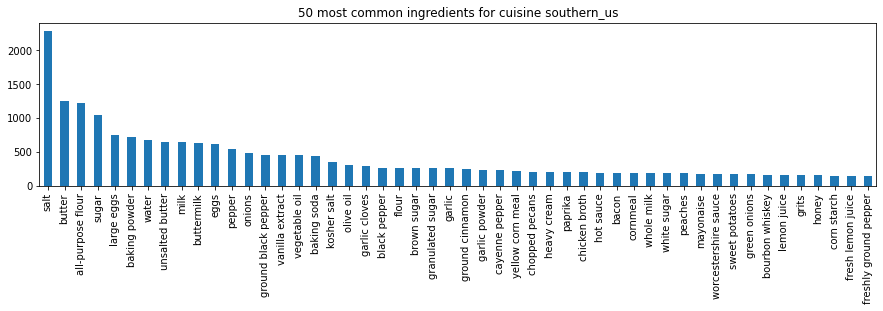 50 most common ingredients for cuisine southern_us
2000
1500
1000
500
0
salt
butter
all-purpose flour
sugar
large eggs
baking powder
water
unsalted butter
milk
buttermilk
eggs
pepper
onions
ground black pepper
vanilla extract
vegetable oil
baking soda
kosher salt
olive oil
garlic cloves
black pepper
flour
brown sugar
granulated sugar
garlic
ground cinnamon
garlic powder
cayenne pepper
yellow corn meal
chopped pecans
heavy cream
paprika
chicken broth
hot sauce
bacon
cornmeal
whole milk
white sugar
peaches
mayonaise
worcestershire sauce
sweet potatoes
green onions
bourbon whiskey
lemon juice
grits
honey
corn starch
fresh lemon juice
freshly ground pepper